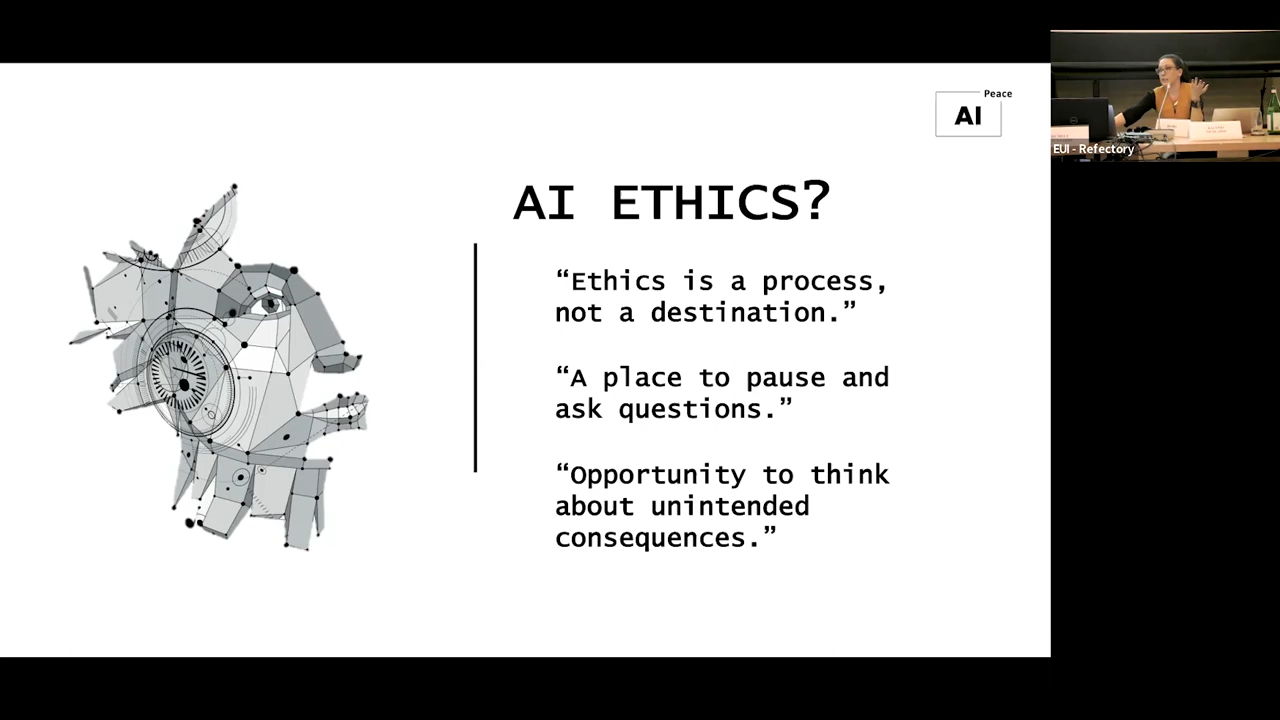 Peace
AI
AI ETHICS?
“Ethics is a process,
not a destination.”
“A place to pause and
ask questions.”
“Opportunity to think
about unintended
consequences.”
EUI - Refectory